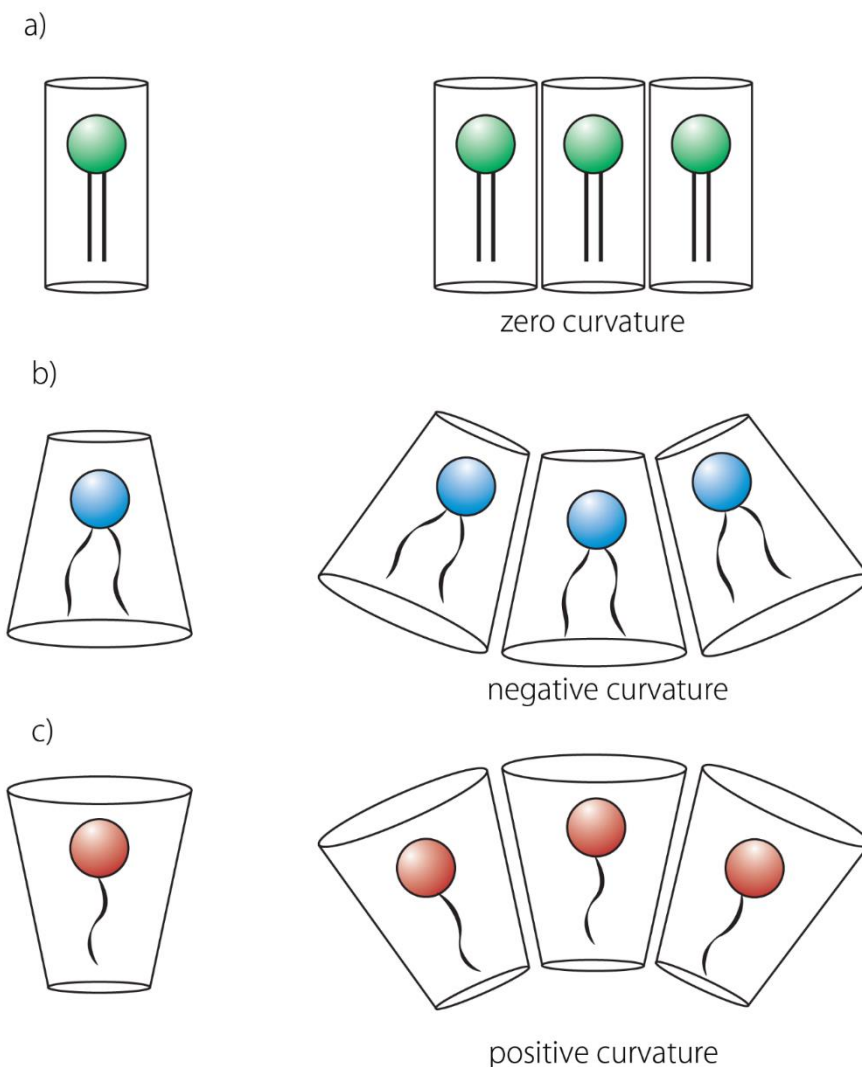 a)
zero curvature
b)
negative curvature
c)
positive curvature